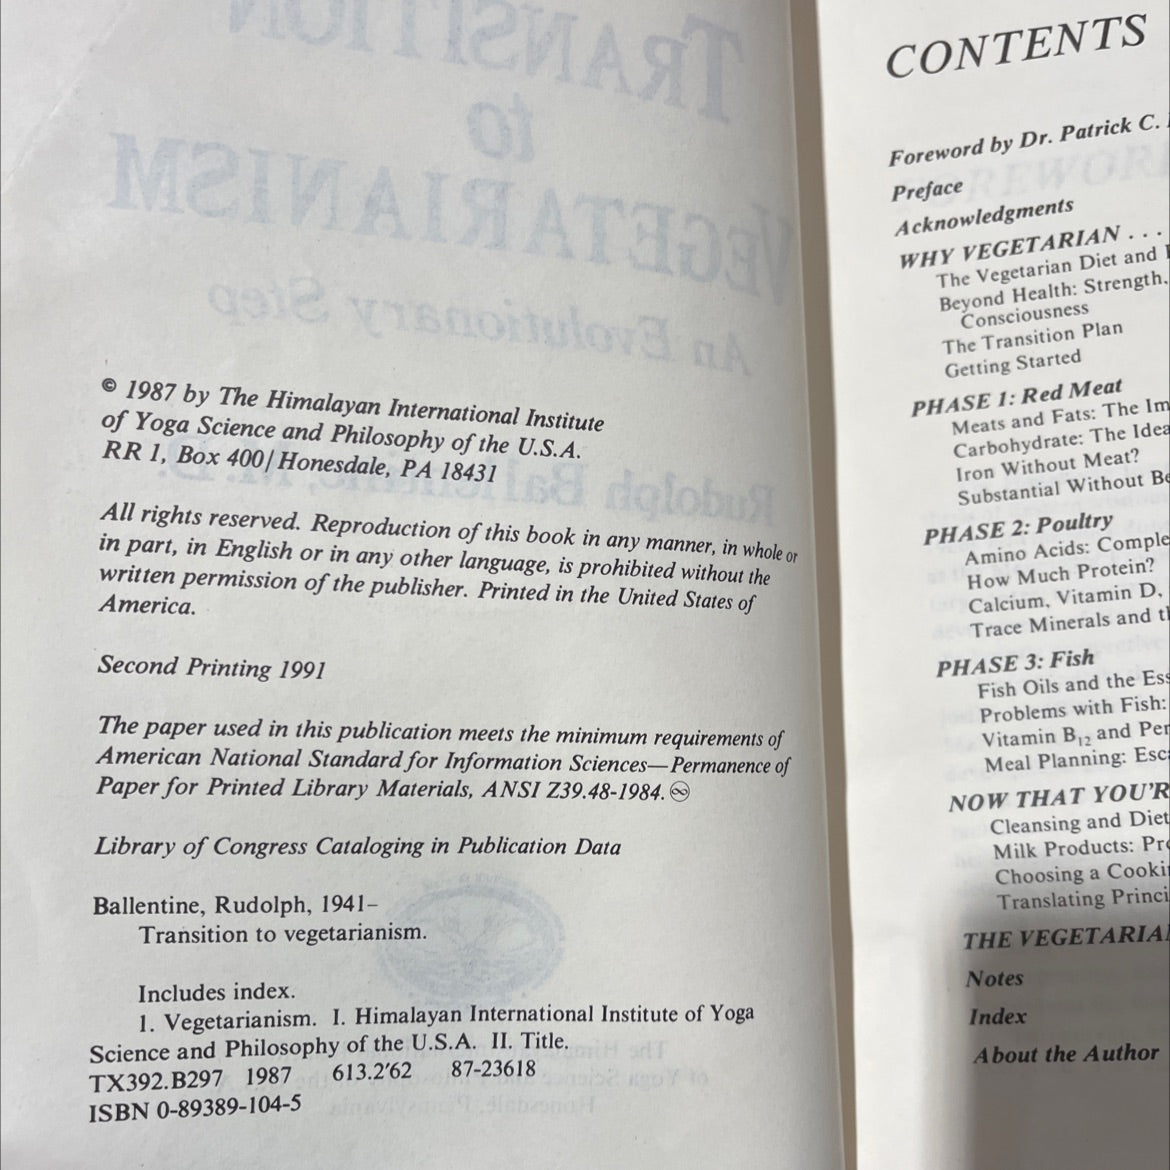 © 1987 by The Himalayan International Institute
of Yoga Science and Philosophy of the U.S.A.
RR 1, Box 400/Honesdale, PA 18431
All rights reserved. Reproduction of this book in any manner, in whole or
in part, in English or in any other language, is prohibited without the
written permission of the publisher. Printed in the United States of
America.
Second Printing 1991
The paper used in this publication meets the minimum requirements of
American National Standard for Information Sciences—Permanence of
Paper for Printed Library Materials, ANSI Z39.48-1984.
Library of Congress Cataloging in Publication Data
Ballentine, Rudolph, 1941–
Transition to vegetarianism.
Includes index.
1. Vegetarianism. I. Himalayan International Institute of Yoga
Science and Philosophy of the U.S.A. II. Title.
TX392.B297 1987 613.2'62 87-23618
ISBN 0-89389-104-5
CONTENTS
Foreword by Dr. Patrick C.
Preface
Acknowledgments
WHY VEGETARIAN . . .
The Vegetarian Diet and
Beyond Health: Strength,
Consciousness
The Transition Plan
Getting Started
PHASE 1: Red Meat
Meats and Fats: The Im
Carbohydrate: The Idea
Iron Without Meat?
Substantial Without Be
PHASE 2: Poultry
Amino Acids: Comple
How Much Protein?
Calcium, Vitamin D,
Trace Minerals and th
PHASE 3: Fish
Fish Oils and the Ess
Problems with Fish:
Vitamin B12 and Per
Meal Planning: Esca
NOW THAT YOU'R
Cleansing and Diet
Milk Products: Pro
Choosing a Cooki
Translating Princi
THE VEGETARIA
Notes
Index
About the Author